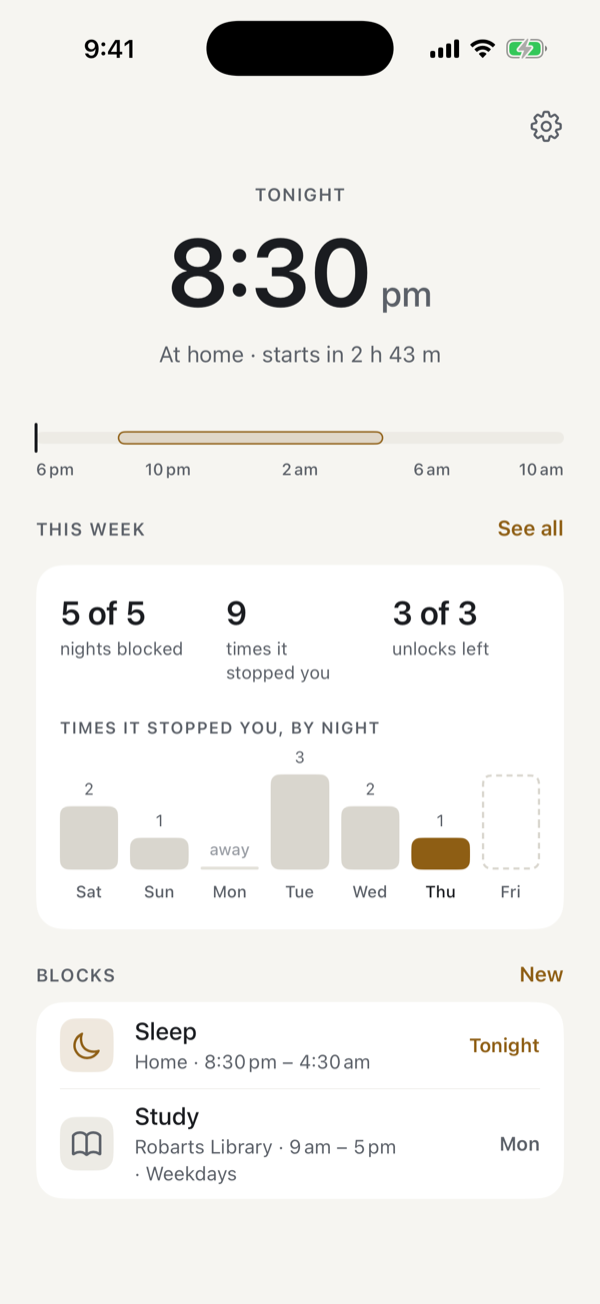 9:41
TONIGHT
8:30 pm
At home · starts in 2 h 43 m
6 pm 10 pm 2 am 6 am 10 am
THIS WEEK See all
5 of 5 9 3 of 3
nights blocked times it unlocks left
stopped you
TIMES IT STOPPED YOU, BY NIGHT
2 1 away 3 2 1
Sat Sun Mon Tue Wed Thu Fri
BLOCKS New
Sleep
Home · 8:30 pm – 4:30 am Tonight
Study
Robarts Library · 9 am – 5 pm Mon
· Weekdays